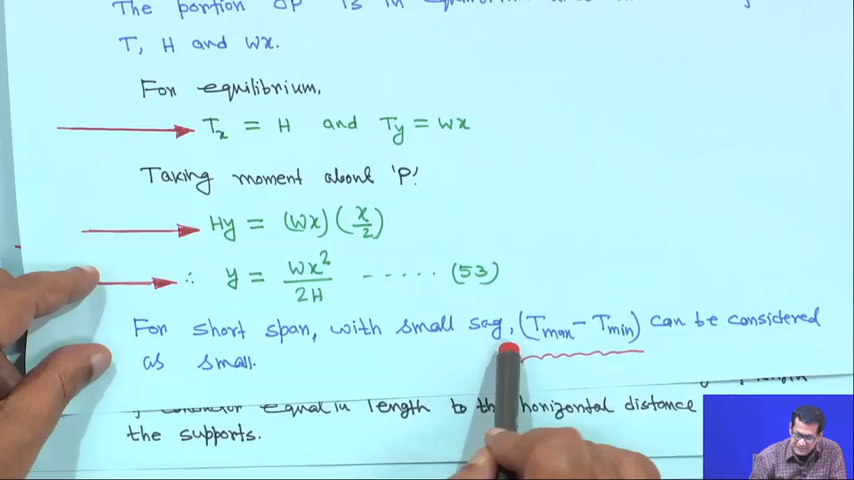 The portion OP is in
T, H and Wx.
For equilibrium,
Tx = H and Ty = Wx
Taking moment about 'P'
Hy = (Wx)(x/2)
∴ y = Wx²/2H ----- (53)
For short span, with small sag, (Tmax - Tmin) can be considered
as small.
equal in length to the horizontal distance
the supports.